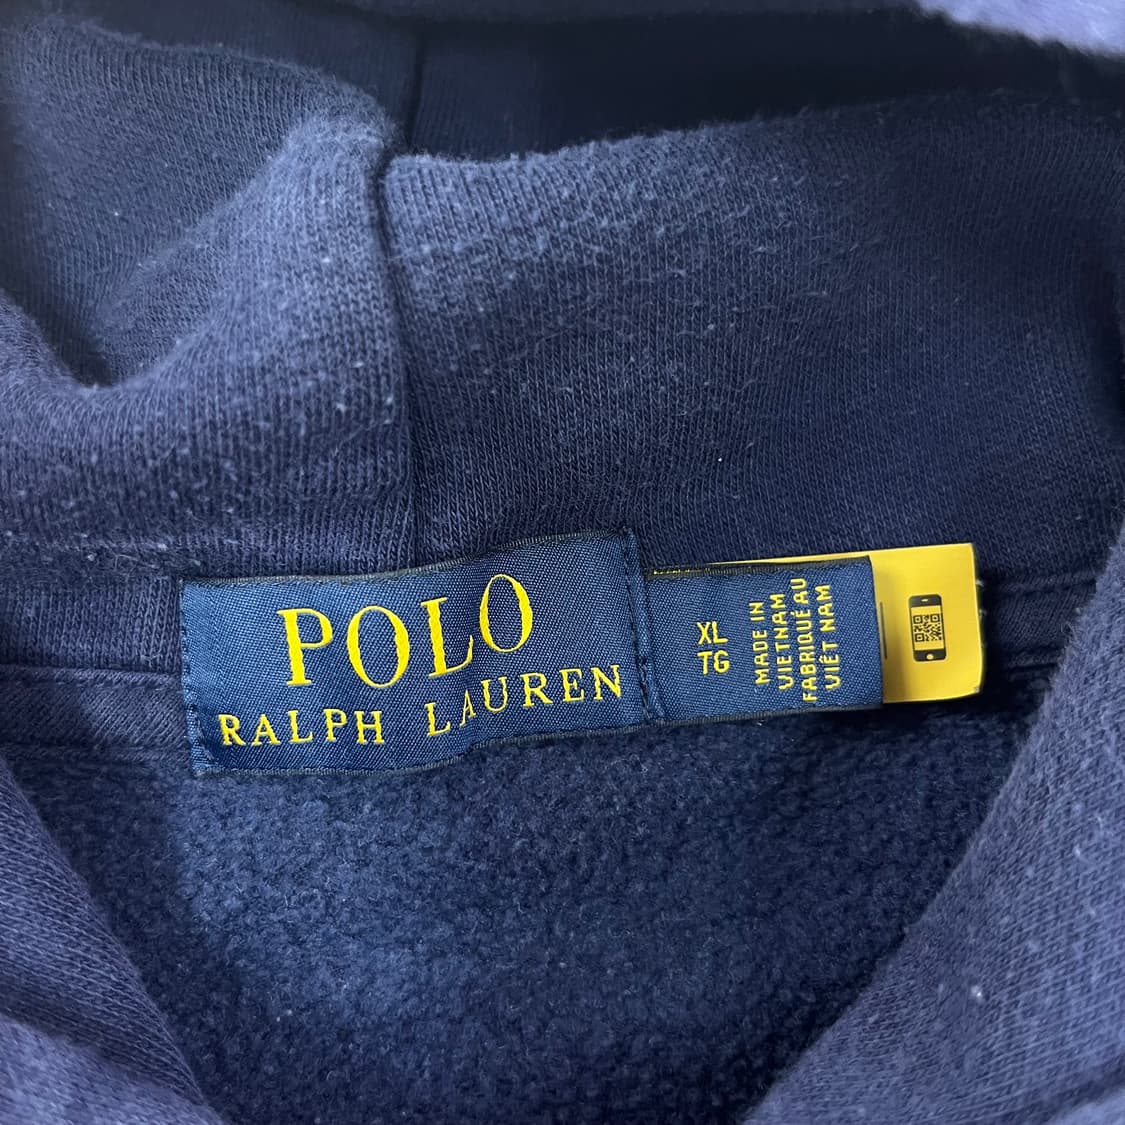 POLO
RALPH LAUREN
XL
TG
MADE IN
VIETNAM
FABRIQUÉ AU
VIÊT NAM